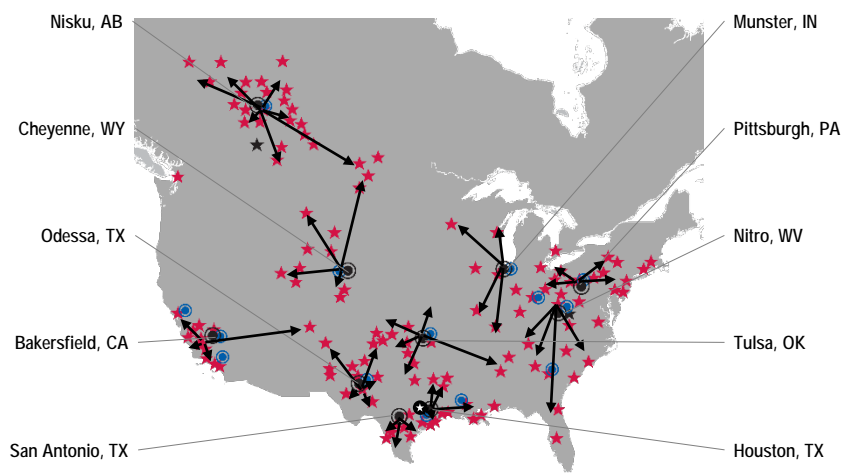 Nisku, AB
Munster, IN
Cheyenne, WY
Pittsburgh, PA
Odessa, TX
Nitro, WV
Bakersfield, CA
Tulsa, OK
San Antonio, TX
Houston, TX